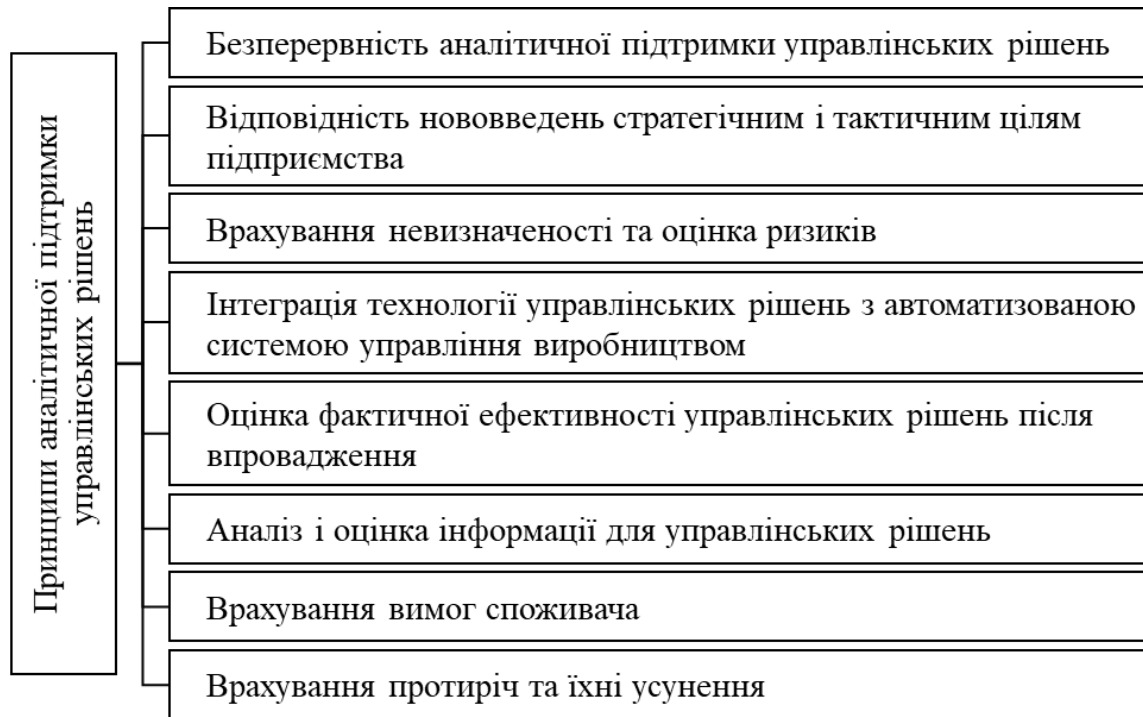 Принципи аналітичної підтримки
управлінських рішень
Безперервність аналітичної підтримки управлінських рішень
Відповідність нововведень стратегічним і тактичним цілям
підприємства
Врахування невизначеності та оцінка ризиків
Інтеграція технології управлінських рішень з автоматизованою
системою управління виробництвом
Оцінка фактичної ефективності управлінських рішень після
впровадження
Аналіз і оцінка інформації для управлінських рішень
Врахування вимог споживача
Врахування протиріч та їхні усунення